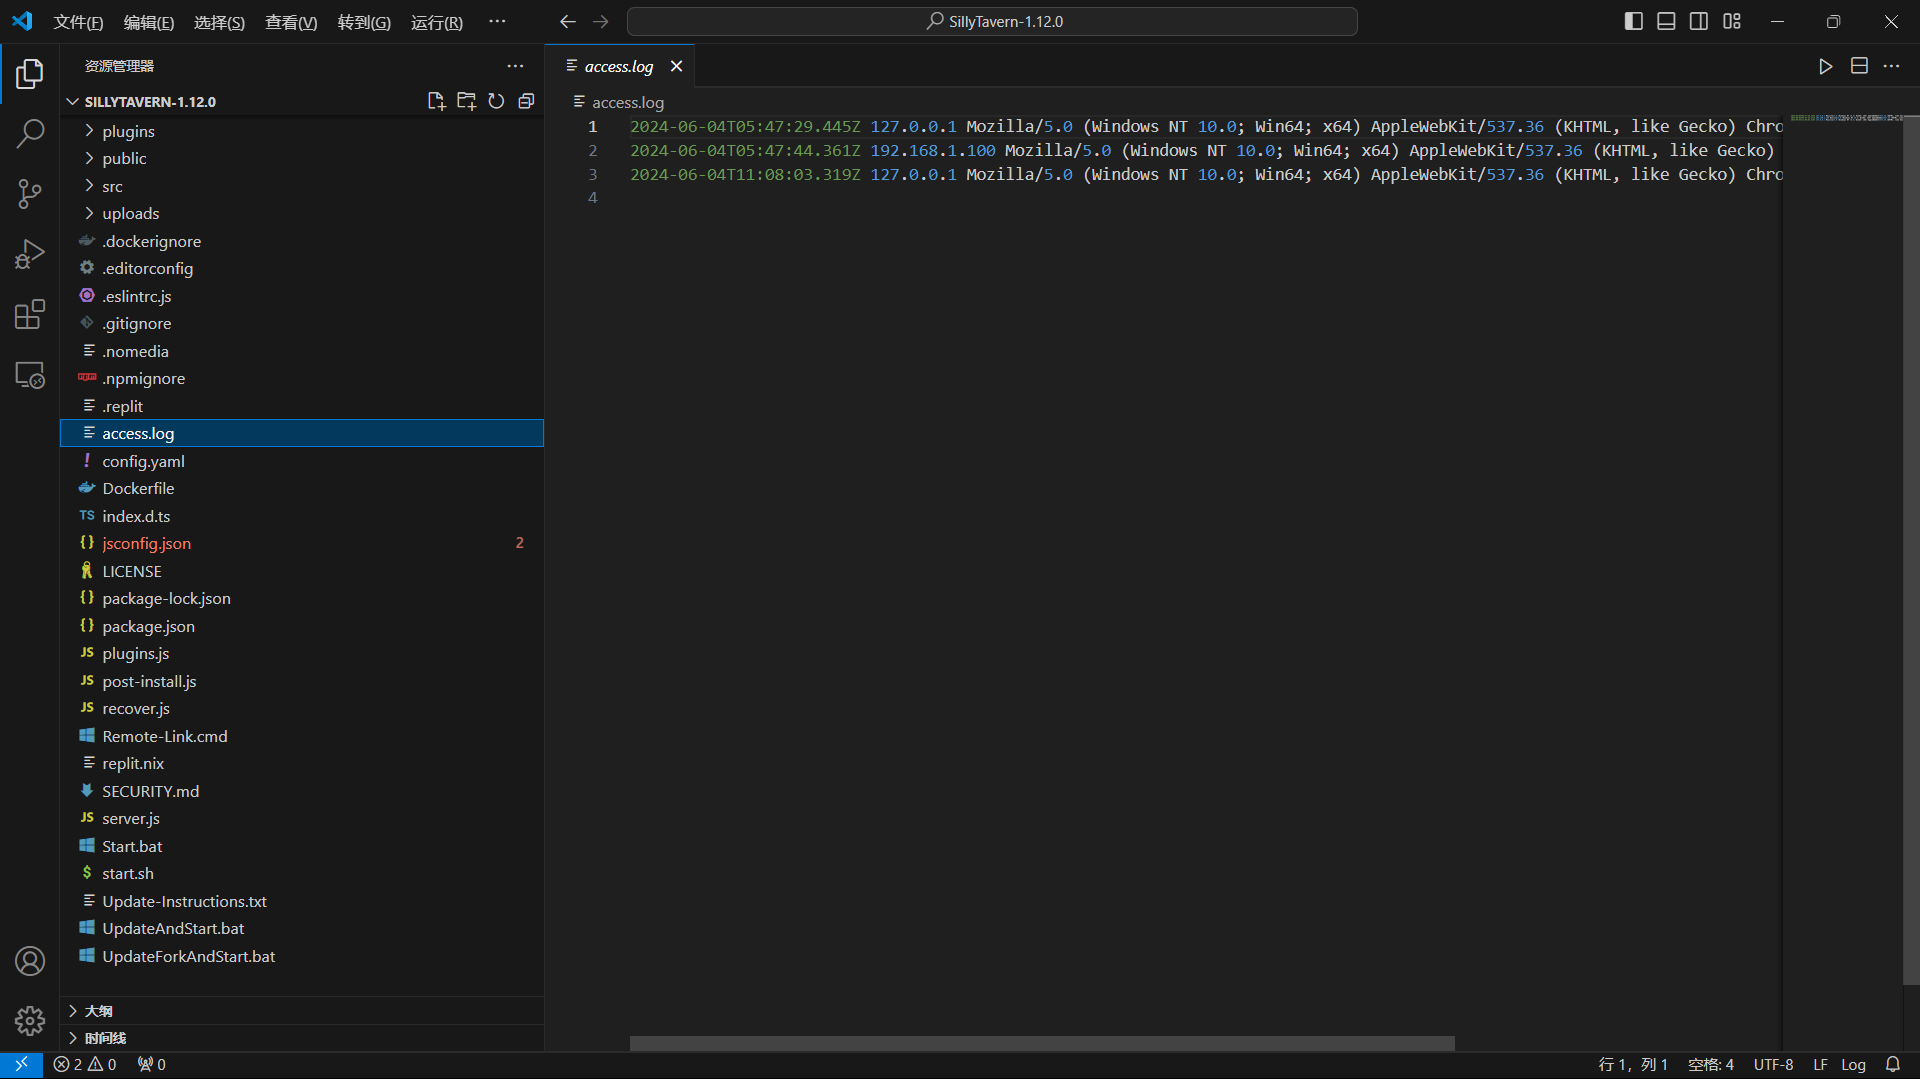 文件(F) 编辑(E) 选择(S) 查看(V) 转到(G) 运行(R) ··· SillyTavern-1.12.0
资源管理器
SILLYTAVERN-1.12.0
plugins
public
src
uploads
.dockerignore
.editorconfig
.eslintrc.js
.gitignore
.nomedia
.npmignore
.replit
access.log
config.yaml
Dockerfile
TS index.d.ts
{} jsconfig.json 2
LICENSE
{} package-lock.json
{} package.json
JS plugins.js
JS post-install.js
JS recover.js
Remote-Link.cmd
replit.nix
SECURITY.md
JS server.js
Start.bat
$ start.sh
Update-Instructions.txt
UpdateAndStart.bat
UpdateForkAndStart.bat
大纲
时间线
access.log
access.log
1 2024-06-04T05:47:29.445Z 127.0.0.1 Mozilla/5.0 (Windows NT 10.0; Win64; x64) AppleWebKit/537.36 (KHTML, like Gecko) Chro
2 2024-06-04T05:47:44.361Z 192.168.1.100 Mozilla/5.0 (Windows NT 10.0; Win64; x64) AppleWebKit/537.36 (KHTML, like Gecko)
3 2024-06-04T11:08:03.319Z 127.0.0.1 Mozilla/5.0 (Windows NT 10.0; Win64; x64) AppleWebKit/537.36 (KHTML, like Gecko) Chro
4
2 0 0 行 1，列 1 空格: 4 UTF-8 LF Log